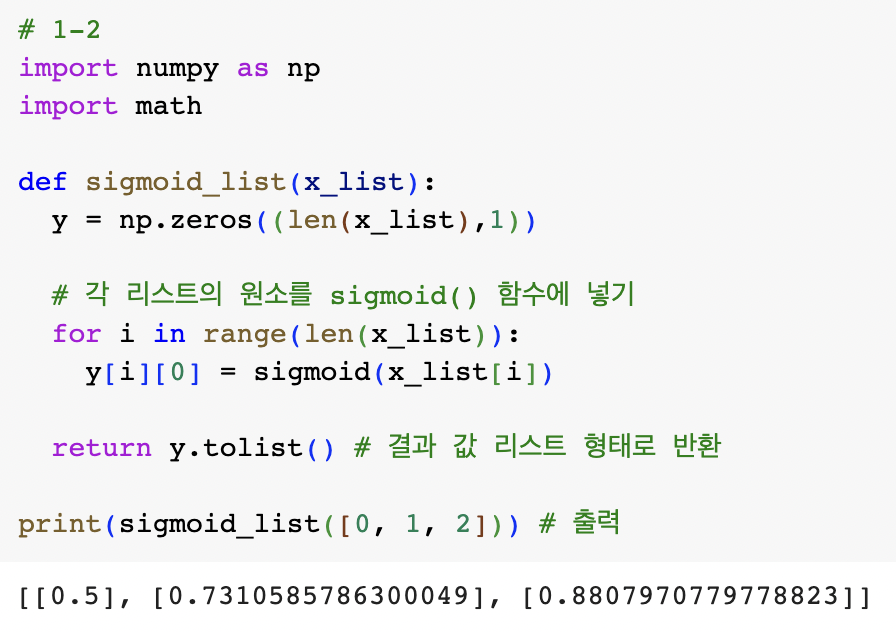 # 1-2
import numpy as np
import math
def sigmoid_list(x_list):
y = np.zeros((len(x_list),1))
# 각 리스트의 원소를 sigmoid() 함수에 넣기
for i in range(len(x_list)):
y[i][0] = sigmoid(x_list[i])
return y.tolist() # 결과 값 리스트 형태로 반환
print(sigmoid_list([0, 1, 2])) # 출력
[[0.5], [0.7310585786300049], [0.8807970779778823]]